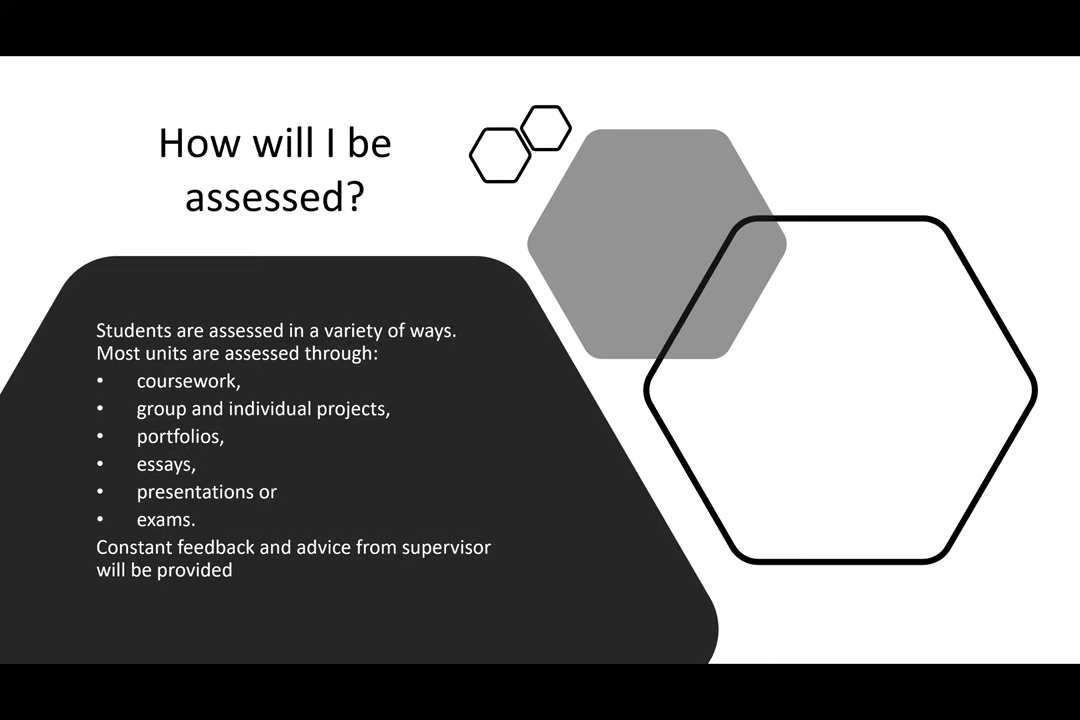 How will I be
assessed?
Students are assessed in a variety of ways.
Most units are assessed through:
• coursework,
• group and individual projects,
• portfolios,
• essays,
• presentations or
• exams.
Constant feedback and advice from supervisor
will be provided